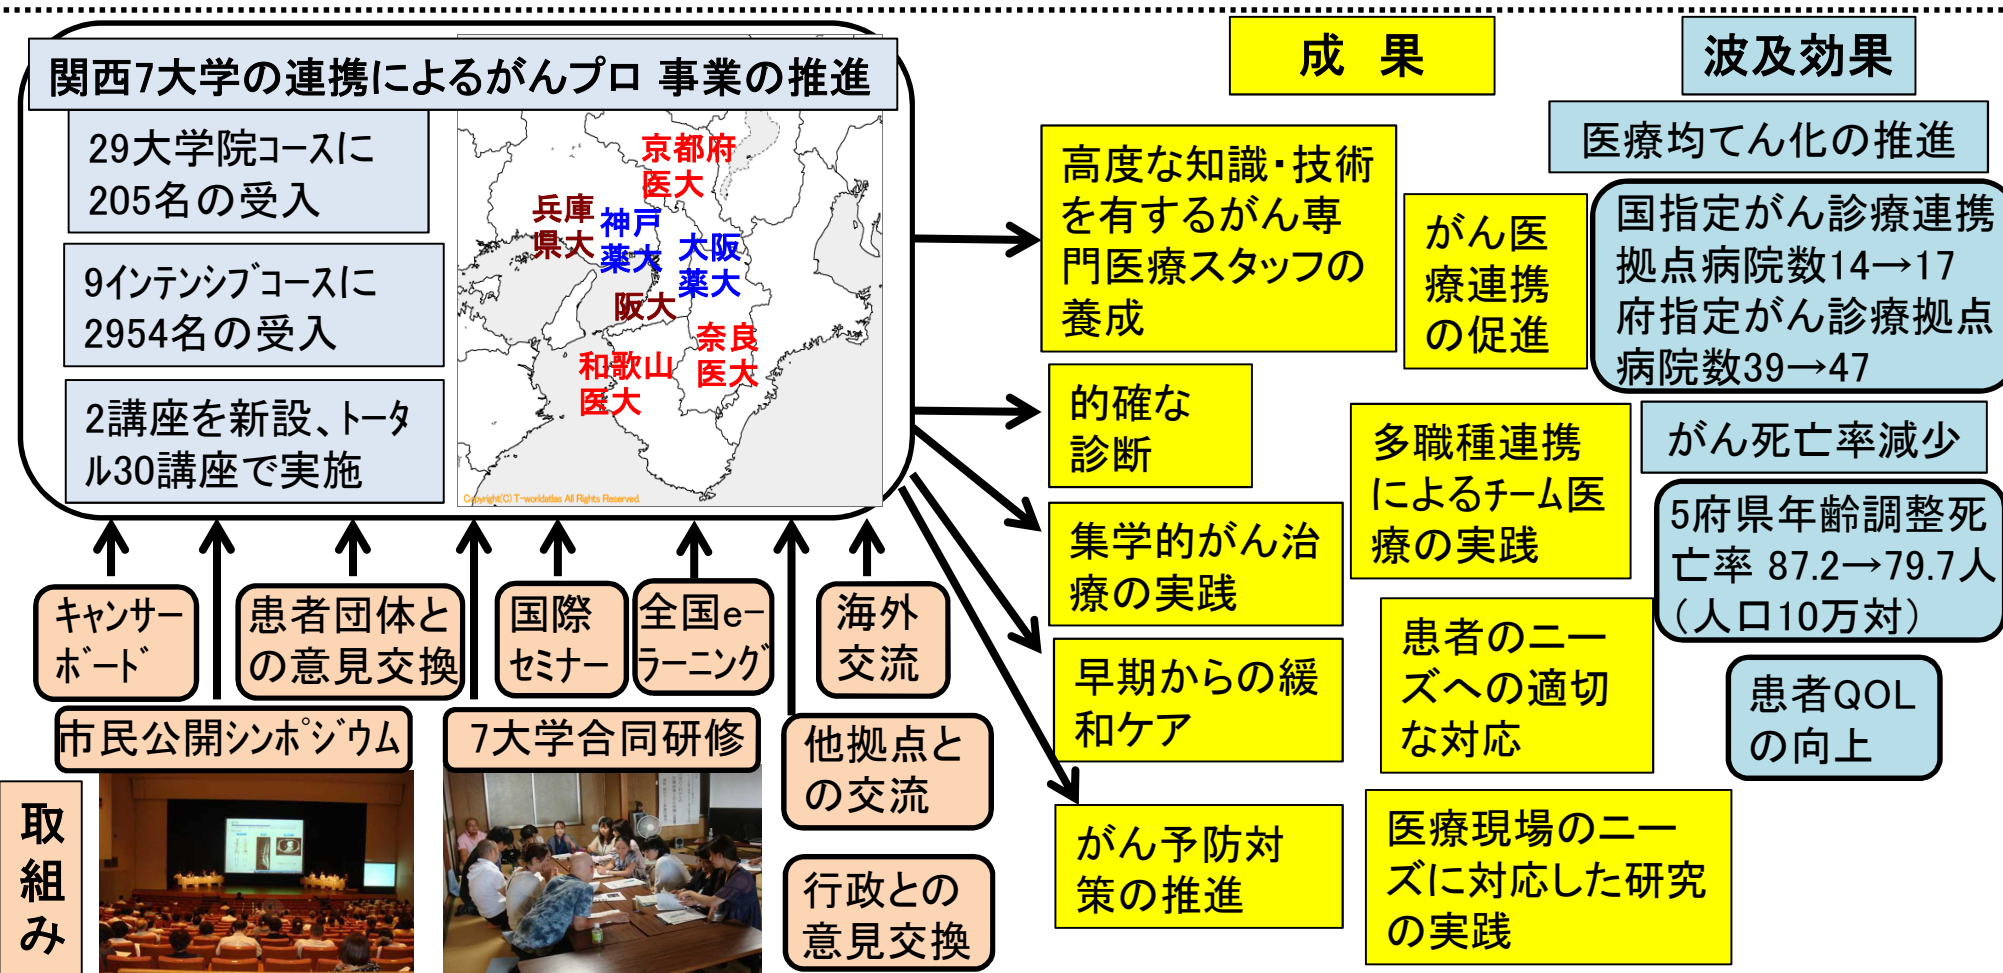 関西7大学の連携によるがんプロ 事業の推進
29大学院ｺｰｽに
205名の受入
9ｲﾝﾃﾝｼﾌﾞｺｰｽに
2954名の受入
2講座を新設、ﾄｰﾀ
ﾙ30講座で実施
京都府
医大
兵庫
県大
神戸
薬大
大阪
薬大
阪大
奈良
医大
和歌山
医大
Copyright(C) T-worldatlas All Rights Reserved.
キャンサー
ﾎﾞｰﾄﾞ
患者団体と
の意見交換
国際
ｾﾐﾅｰ
全国e-
ﾗｰﾆﾝｸﾞ
海外
交流
市民公開ｼﾝﾎﾟｼﾞｳﾑ
7大学合同研修
他拠点と
の交流
行政との
意見交換
取
組
み
成 果
高度な知識・技術
を有するがん専
門医療スタッフの
養成
的確な
診断
集学的がん治
療の実践
早期からの緩
和ケア
がん予防対
策の推進
がん医
療連携
の促進
多職種連携
によるﾁｰﾑ医
療の実践
患者のニー
ズへの適切
な対応
医療現場のニー
ズに対応した研究
の実践
波及効果
医療均てん化の推進
国指定がん診療連携
拠点病院数14→17
府指定がん診療拠点
病院数39→47
がん死亡率減少
5府県年齢調整死
亡率 87.2→79.7人
（人口10万対）
患者QOL
の向上